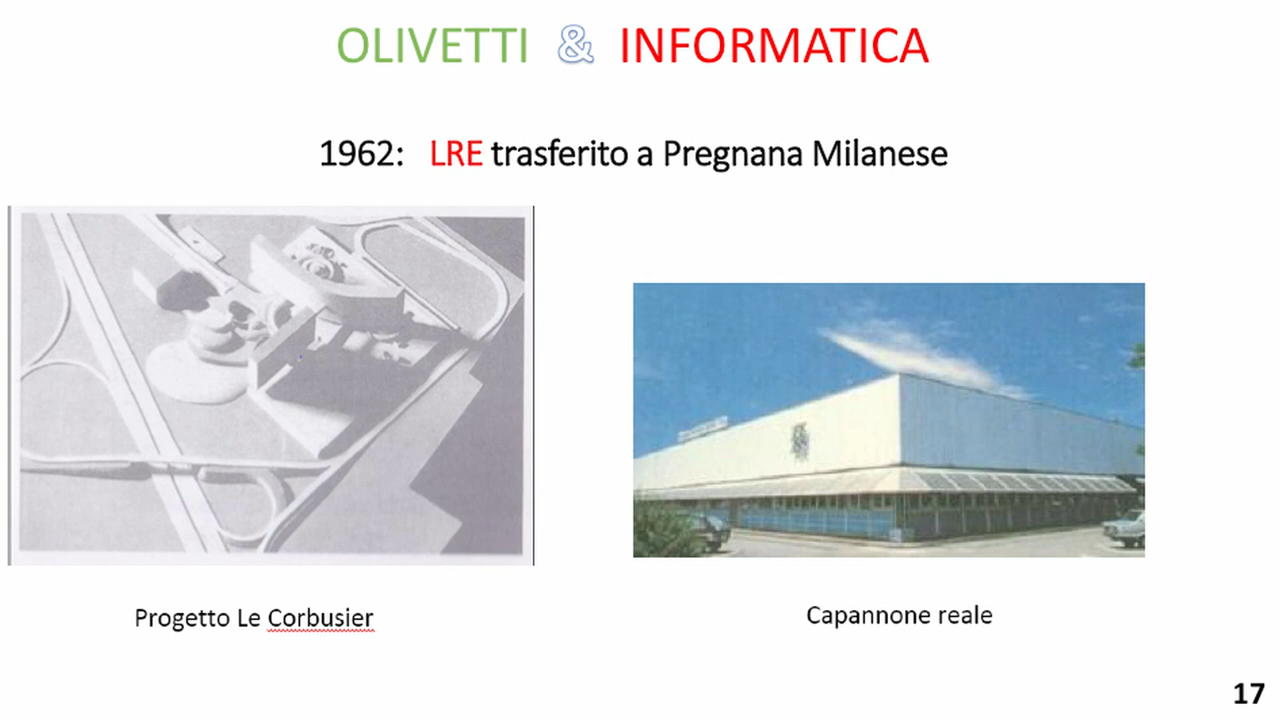 OLIVETTI & INFORMATICA
1962: LRE trasferito a Pregnana Milanese
Progetto Le Corbusier
Capannone reale
17